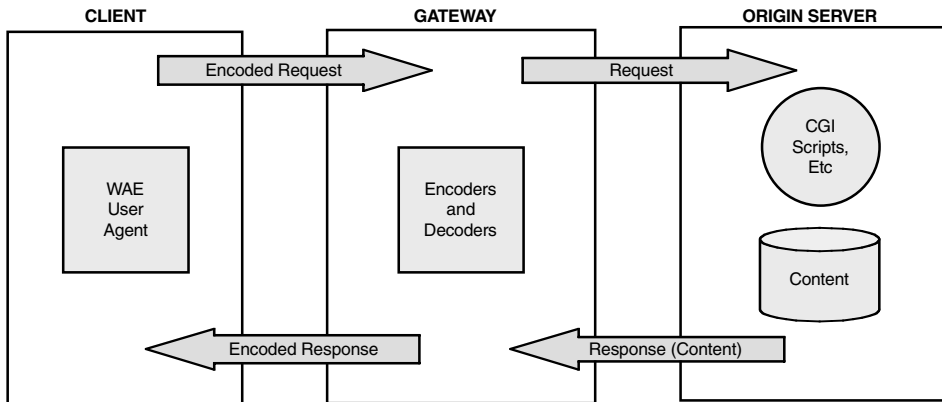 CLIENT
GATEWAY
ORIGIN SERVER
Encoded Request
Request
WAE
User
Agent
Encoders
and
Decoders
CGI
Scripts,
Etc
Content
Encoded Response
Response (Content)